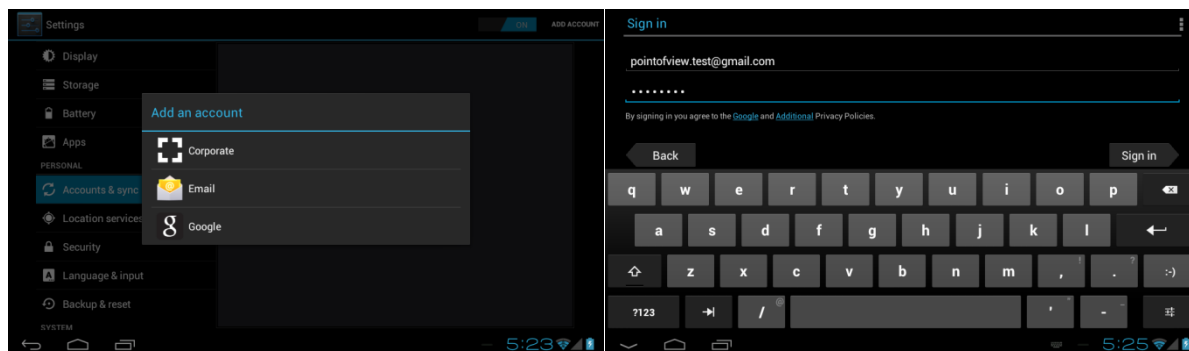 Settings
ON
ADD ACCOUNT
Display
Storage
Battery
Apps
PERSONAL
Accounts & sync
Location services
Security
Language & input
Backup & reset
SYSTEM
Add an account
Corporate
Email
g Google
5:23
Sign in
pointofview.test@gmail.com
........
By signing in you agree to the Google and Additional Privacy Policies.
Back
Sign in
q w e r t y u i o p
a s d f g h j k l
z x c v b n m , ! . ? :-)
?123 / @ ' " - _
5:25